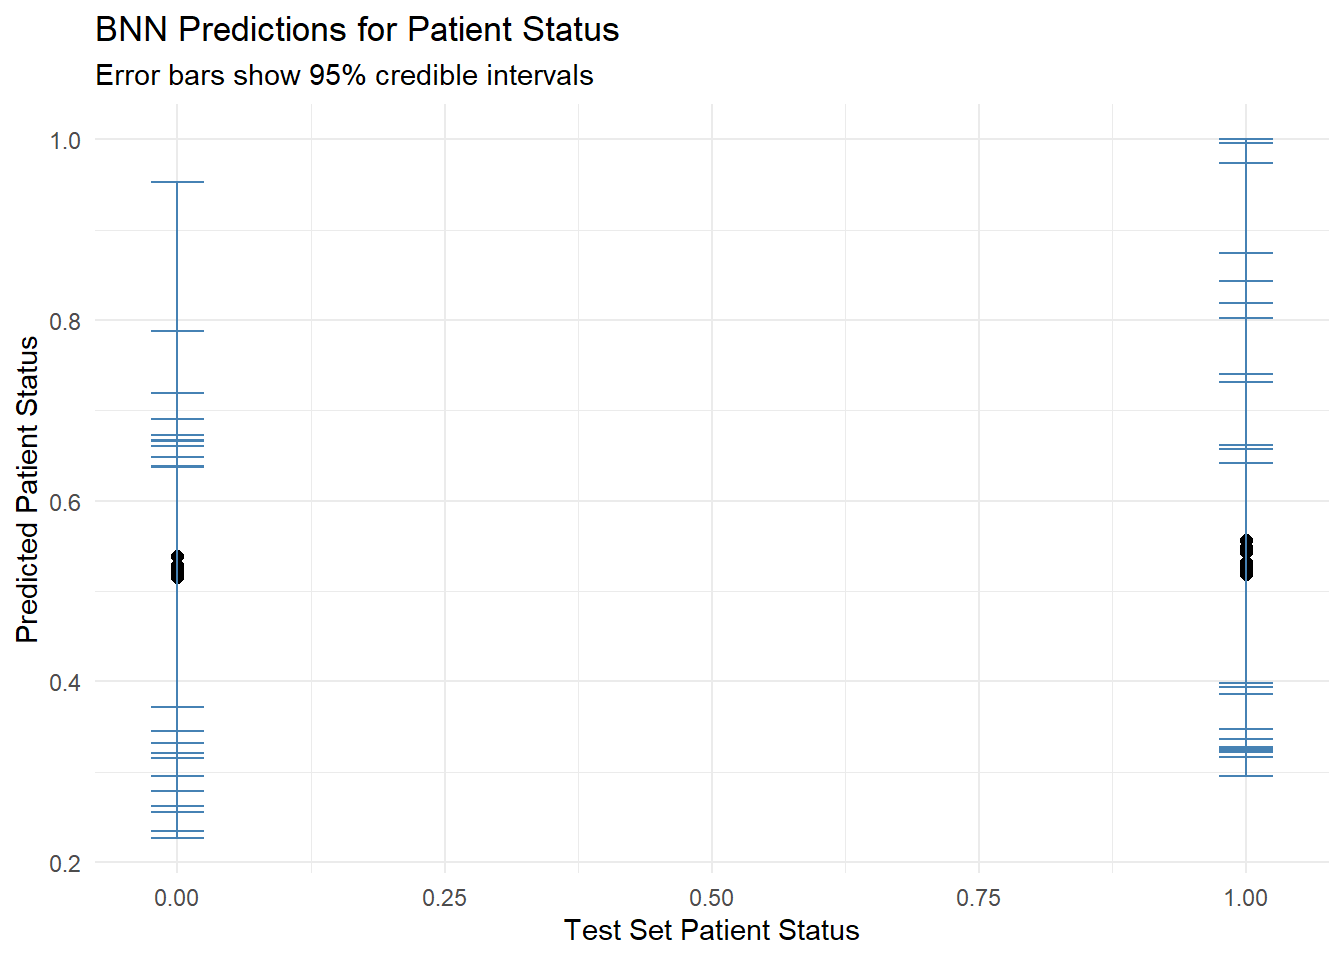 BNN Predictions for Patient Status
Error bars show 95% credible intervals
Predicted Patient Status
1.0
0.8
0.6
0.4
0.2
0.00 0.25 0.50 0.75 1.00
Test Set Patient Status